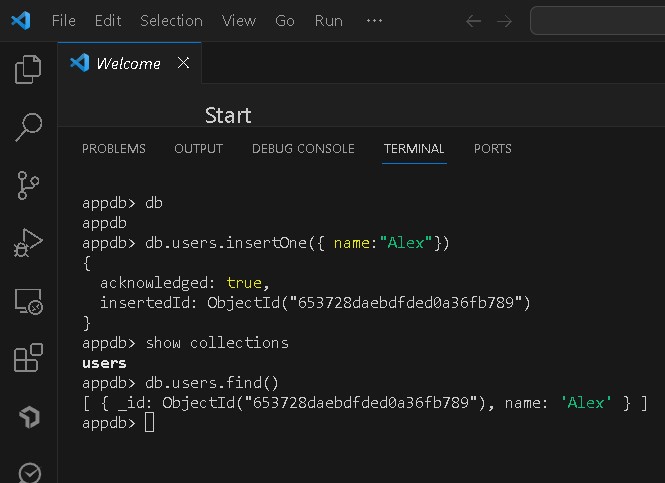 File Edit Selection View Go Run ···
Welcome
Start
PROBLEMS OUTPUT DEBUG CONSOLE TERMINAL PORTS
appdb> db
appdb
appdb> db.users.insertOne({ name:"Alex"})
{
  acknowledged: true,
  insertedId: ObjectId("653728daebdfded0a36fb789")
}
appdb> show collections
users
appdb> db.users.find()
[ { _id: ObjectId("653728daebdfded0a36fb789"), name: 'Alex' } ]
appdb>